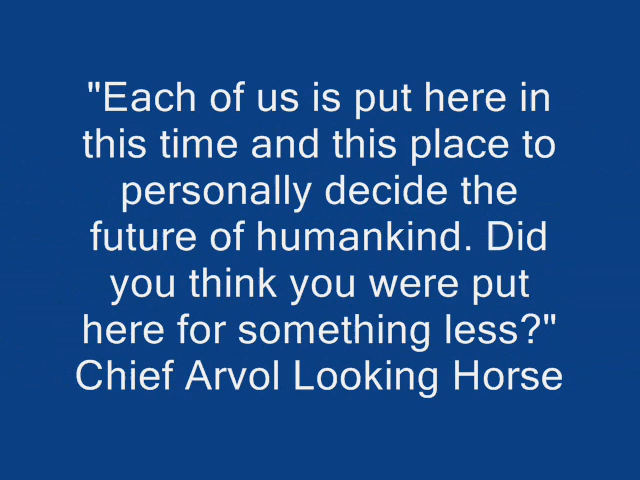 "Each of us is put here in
this time and this place to
personally decide the
future of humankind. Did
you think you were put
here for something less?"
Chief Arvol Looking Horse